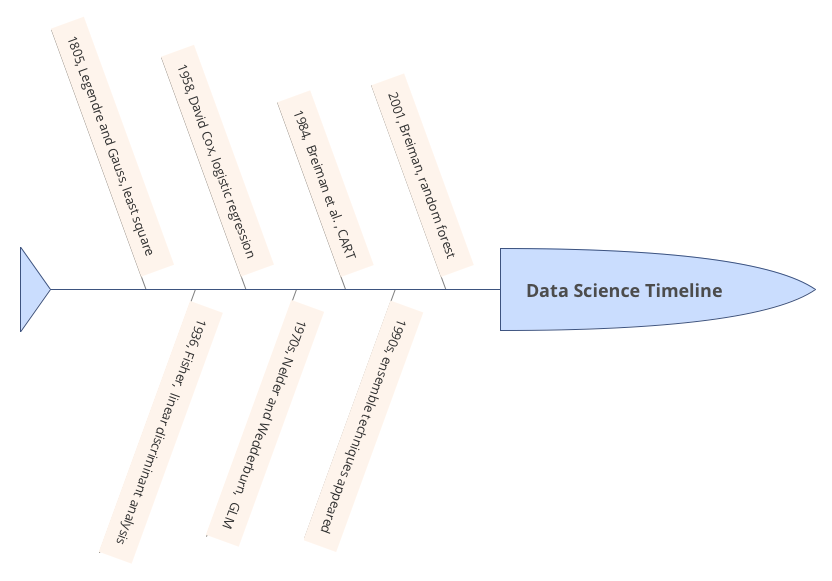 1805, Legendre and Gauss, least square
1936, Fisher, linear discriminant analysis
1958, David Cox, logistic regression
1970s, Nelder and Wedderburn, GLM
1984, Breiman et al. , CART
1990s, ensemble techniques appeared
2001, Breiman, random forest
Data Science Timeline